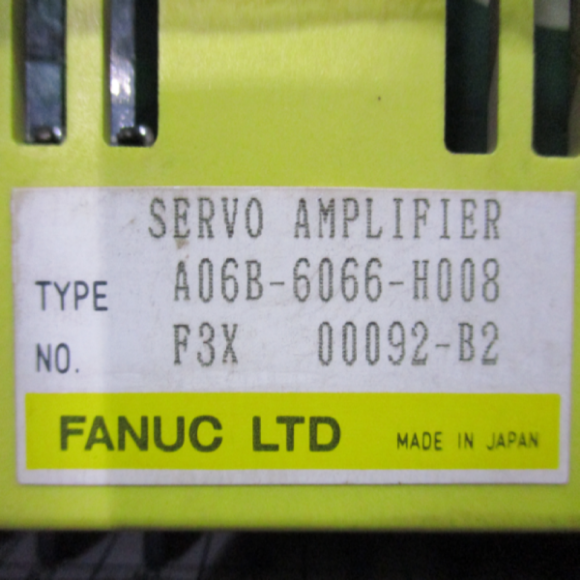 SERVO AMPLIFIER
TYPE A06B-6066-H008
NO. F3X 00092-B2
FANUC LTD MADE IN JAPAN